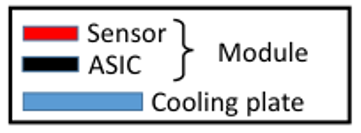 Sensor
ASIC
Module
Cooling plate